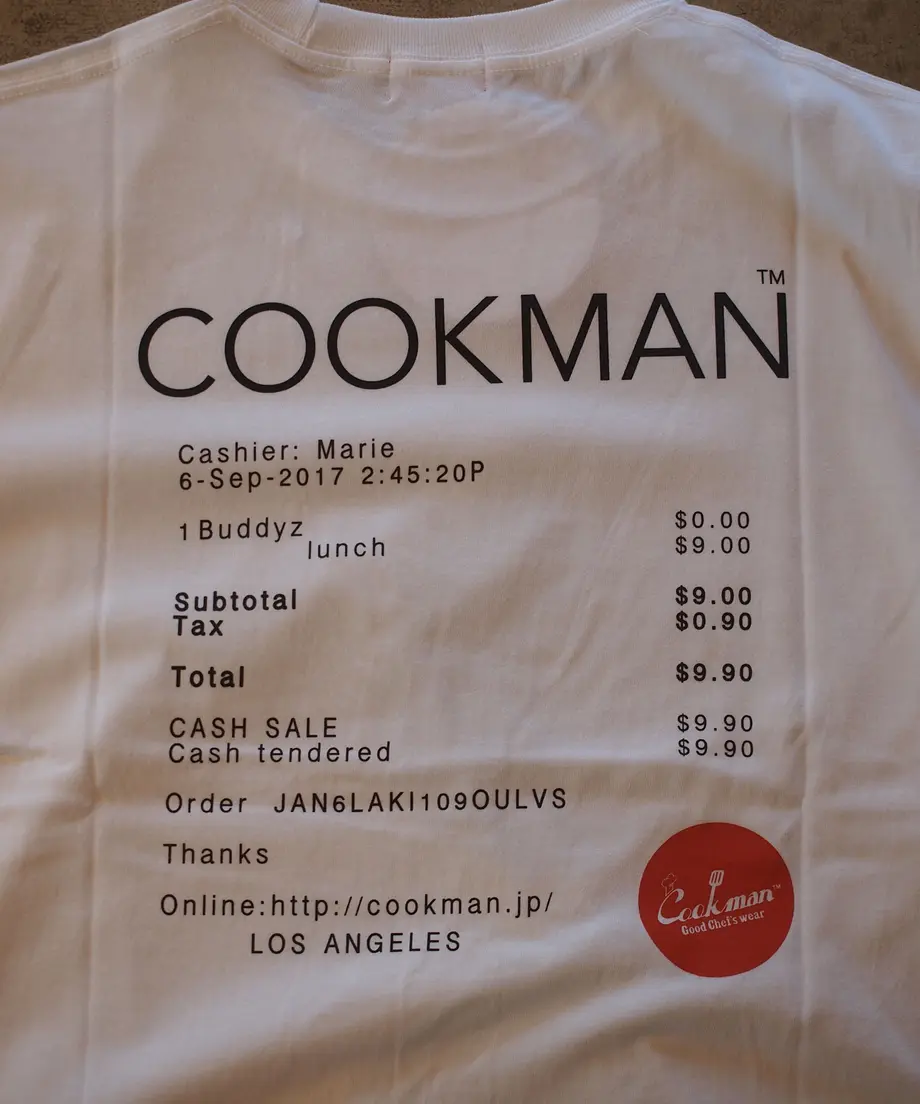 TM
COOKMAN
Cashier: Marie
6-Sep-2017 2:45:20P
1 Buddyz $0.00
lunch $9.00
Subtotal $9.00
Tax $0.90
Total $9.90
CASH SALE $9.90
Cash tendered $9.90
Order JAN6LAKI109OULVS
Thanks
Online:http://cookman.jp/
LOS ANGELES
Cookman™
Good Chef's wear